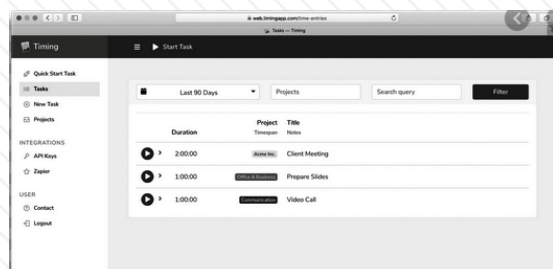 web.timingapp.com/time-entries
Tasks — Timing
Timing
Start Task
Quick Start Task
Tasks
New Task
Projects
INTEGRATIONS
API Keys
Zapier
USER
Contact
Logout
Last 90 Days
Projects
Search query
Filter
Duration
Project
Timespan
Title
Notes
2:00:00
Acme Inc.
Client Meeting
1:00:00
Office & Business
Prepare Slides
1:00:00
Communication
Video Call